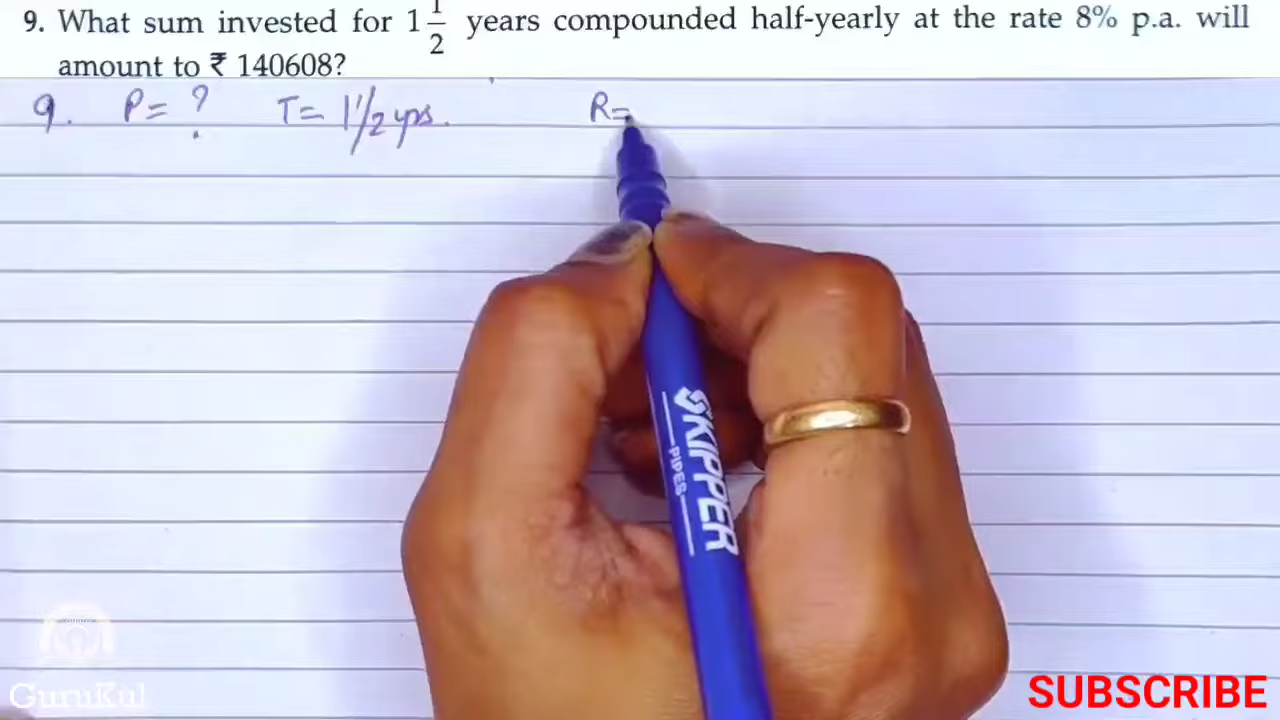 9. What sum invested for 1 1/2 years compounded half-yearly at the rate 8% p.a. will
amount to ₹ 140608?
9. P = ? T = 1 1/2 yrs. R =
SKIPPER
PIPES
GuruKul
SUBSCRIBE